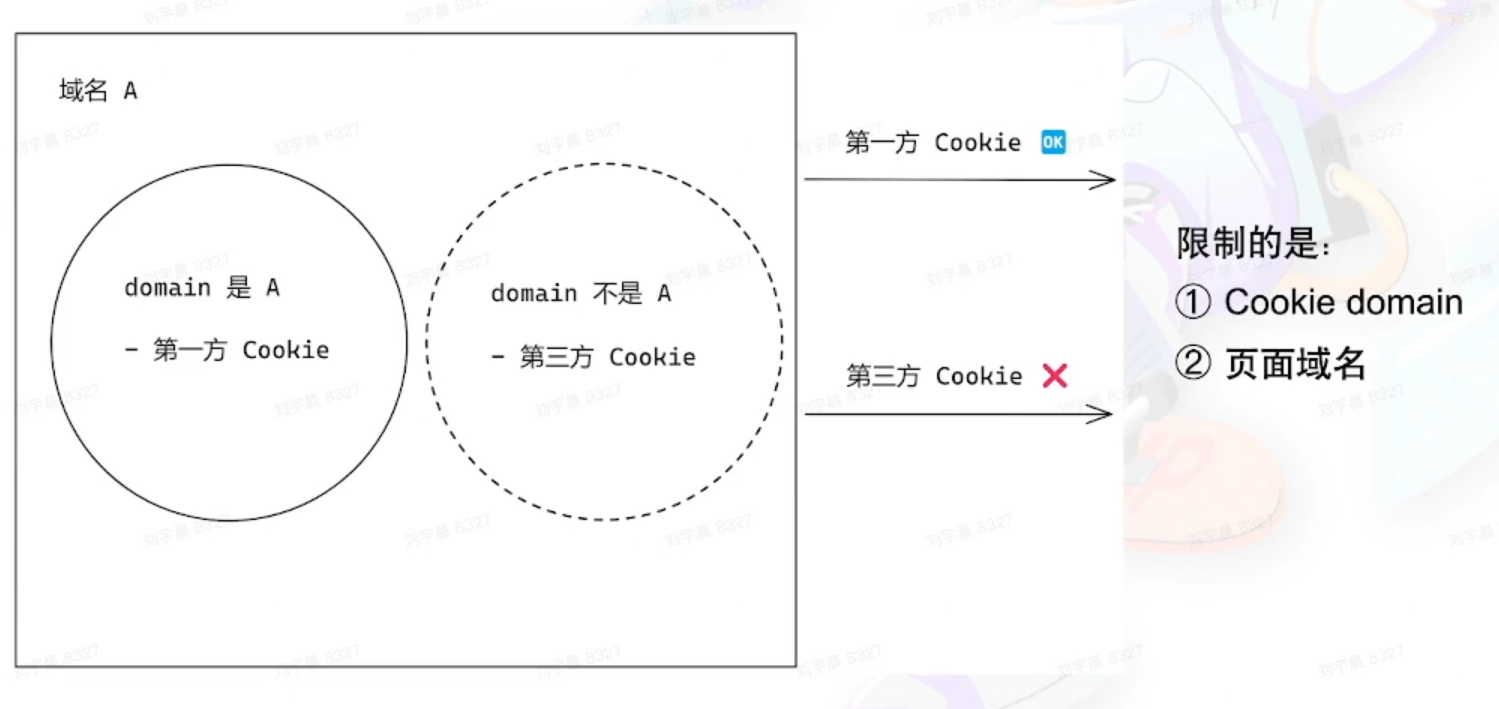 域名 A
domain 是 A
- 第一方 Cookie
domain 不是 A
- 第三方 Cookie
第一方 Cookie 🆗
第三方 Cookie ❌
限制的是：
① Cookie domain
② 页面域名
刘宇晨 8327